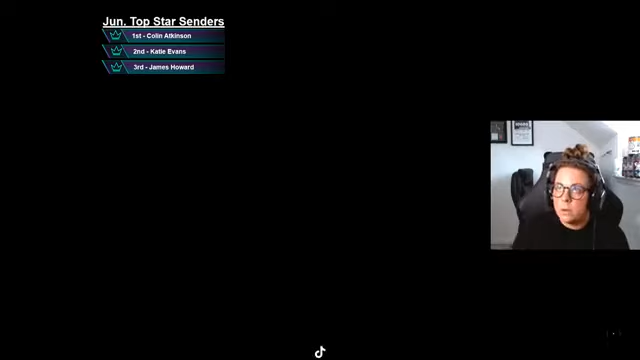 Jun. Top Star Senders
1st - Colin Atkinson
2nd - Katie Evans
3rd - James Howard